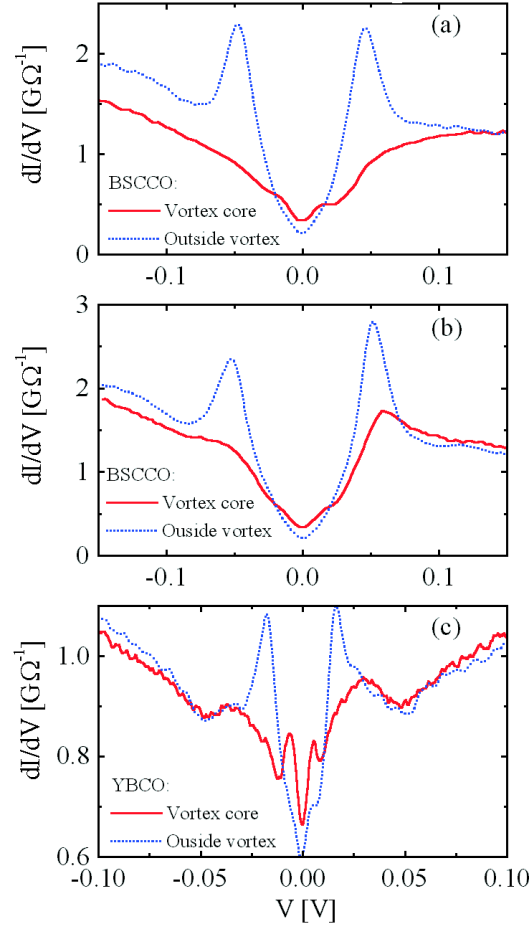 (a)
dI/dV [GΩ⁻¹]
2
1
0
BSCCO:
Vortex core
Outside vortex
-0.1
0.0
0.1
(b)
dI/dV [GΩ⁻¹]
3
2
1
0
BSCCO:
Vortex core
Ouside vortex
-0.1
0.0
0.1
(c)
dI/dV [GΩ⁻¹]
1.0
0.8
0.6
YBCO:
Vortex core
Ouside vortex
-0.10
-0.05
0.00
0.05
0.10
V [V]